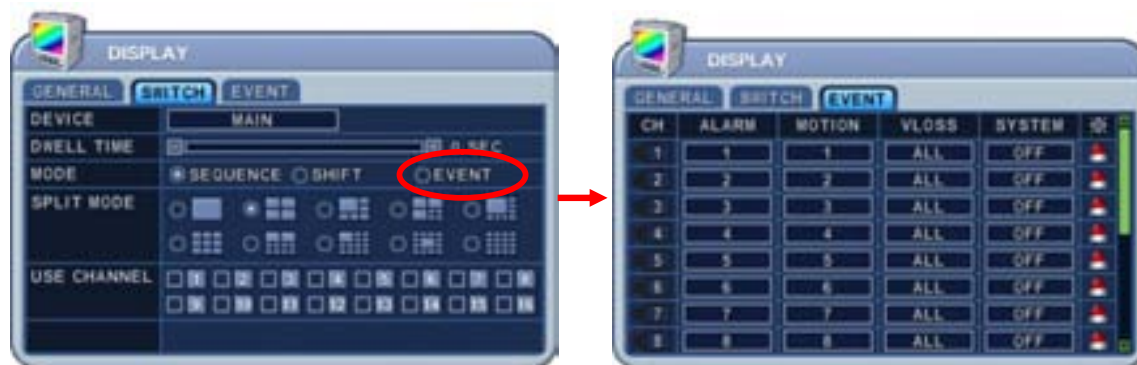 DISPLAY
GENERAL SWITCH EVENT
DEVICE MAIN
DWELL TIME 0 SEC
MODE SEQUENCE SHIFT EVENT
SPLIT MODE
USE CHANNEL 1 2 3 4 5 6 7 8
9 10 11 12 13 14 15 16
DISPLAY
GENERAL SWITCH EVENT
CH ALARM MOTION VLOSS SYSTEM
1 1 1 ALL OFF
2 2 2 ALL OFF
3 3 3 ALL OFF
4 4 4 ALL OFF
5 5 5 ALL OFF
6 6 6 ALL OFF
7 7 7 ALL OFF
8 8 8 ALL OFF